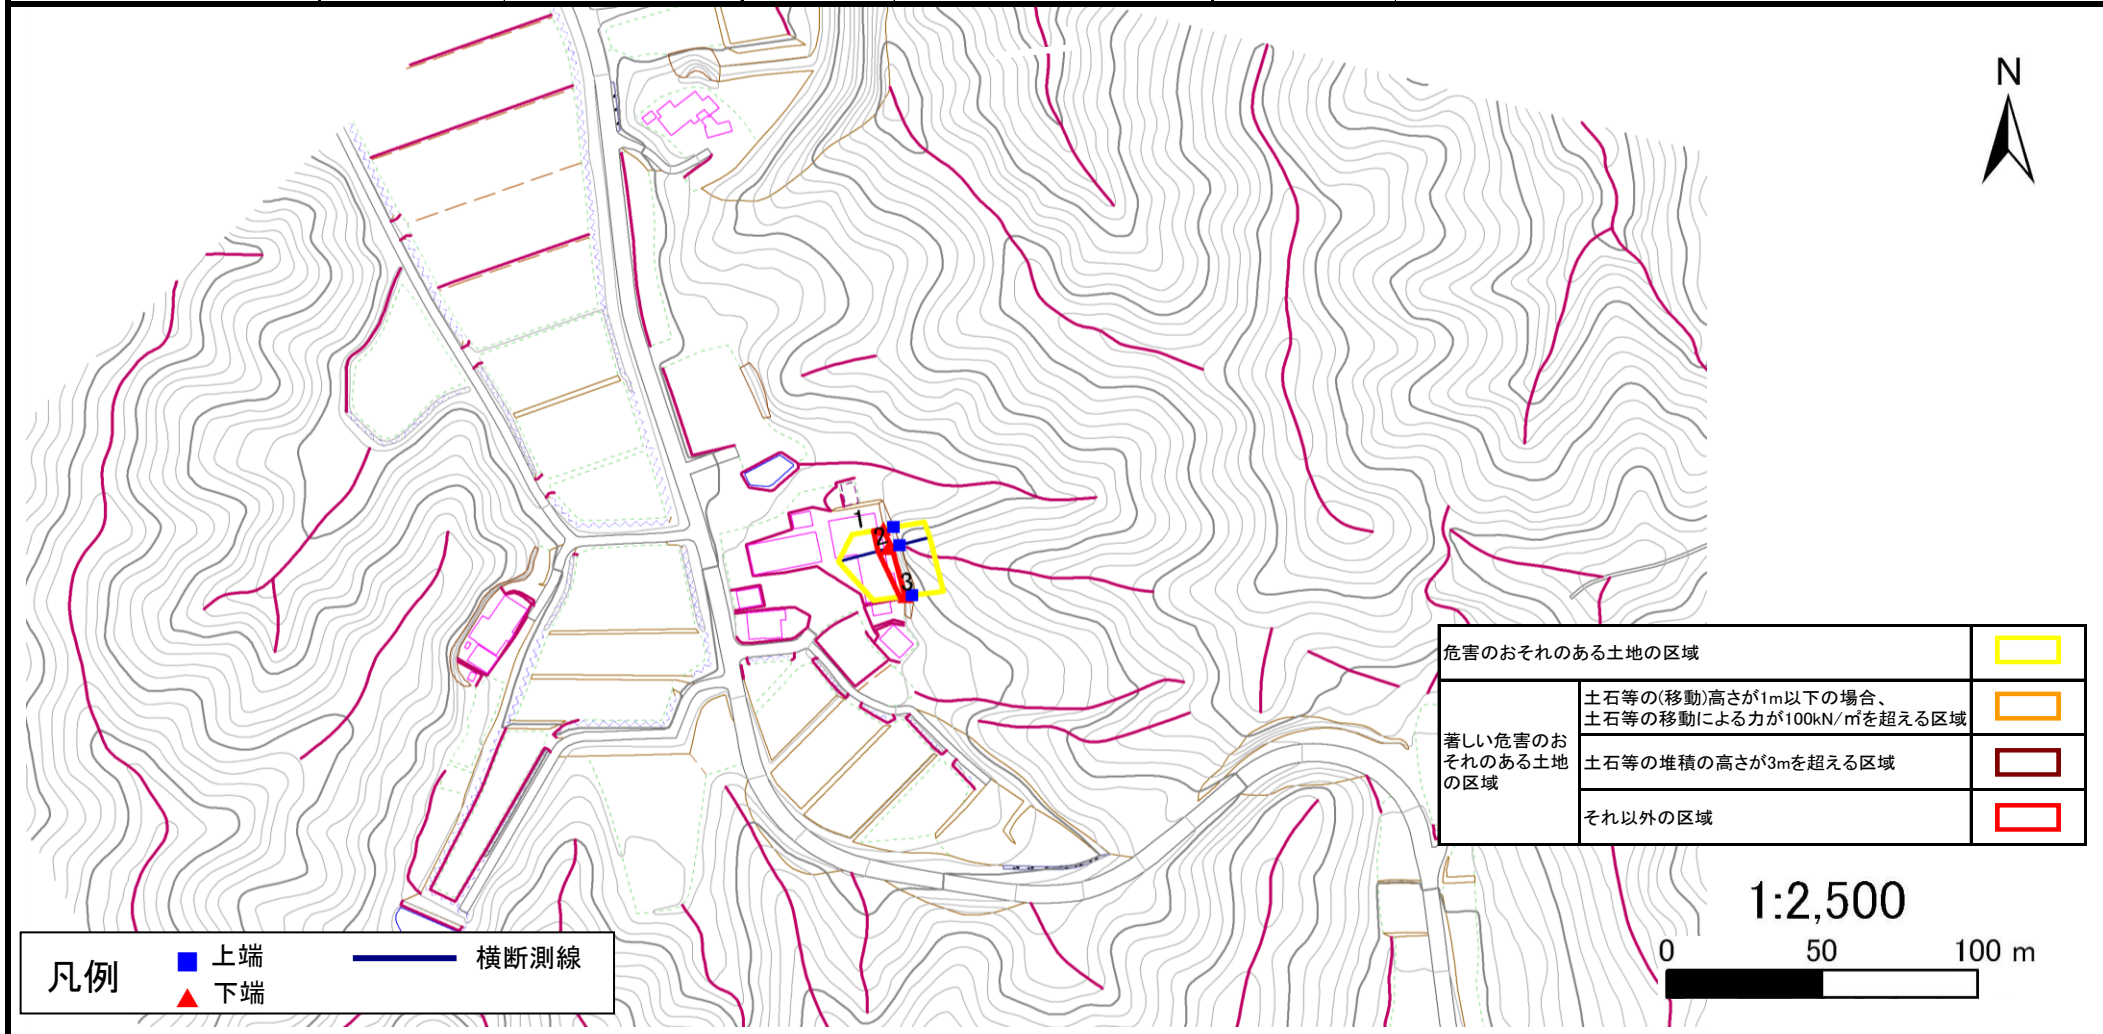 N
1
2
3
危害のおそれのある土地の区域
著しい危害のお
それのある土地
の区域
土石等の(移動)高さが1m以下の場合、
土石等の移動による力が100kN/㎡を超える区域
土石等の堆積の高さが3mを超える区域
それ以外の区域
1:2,500
0 50 100 m
凡例
上端
下端
横断測線